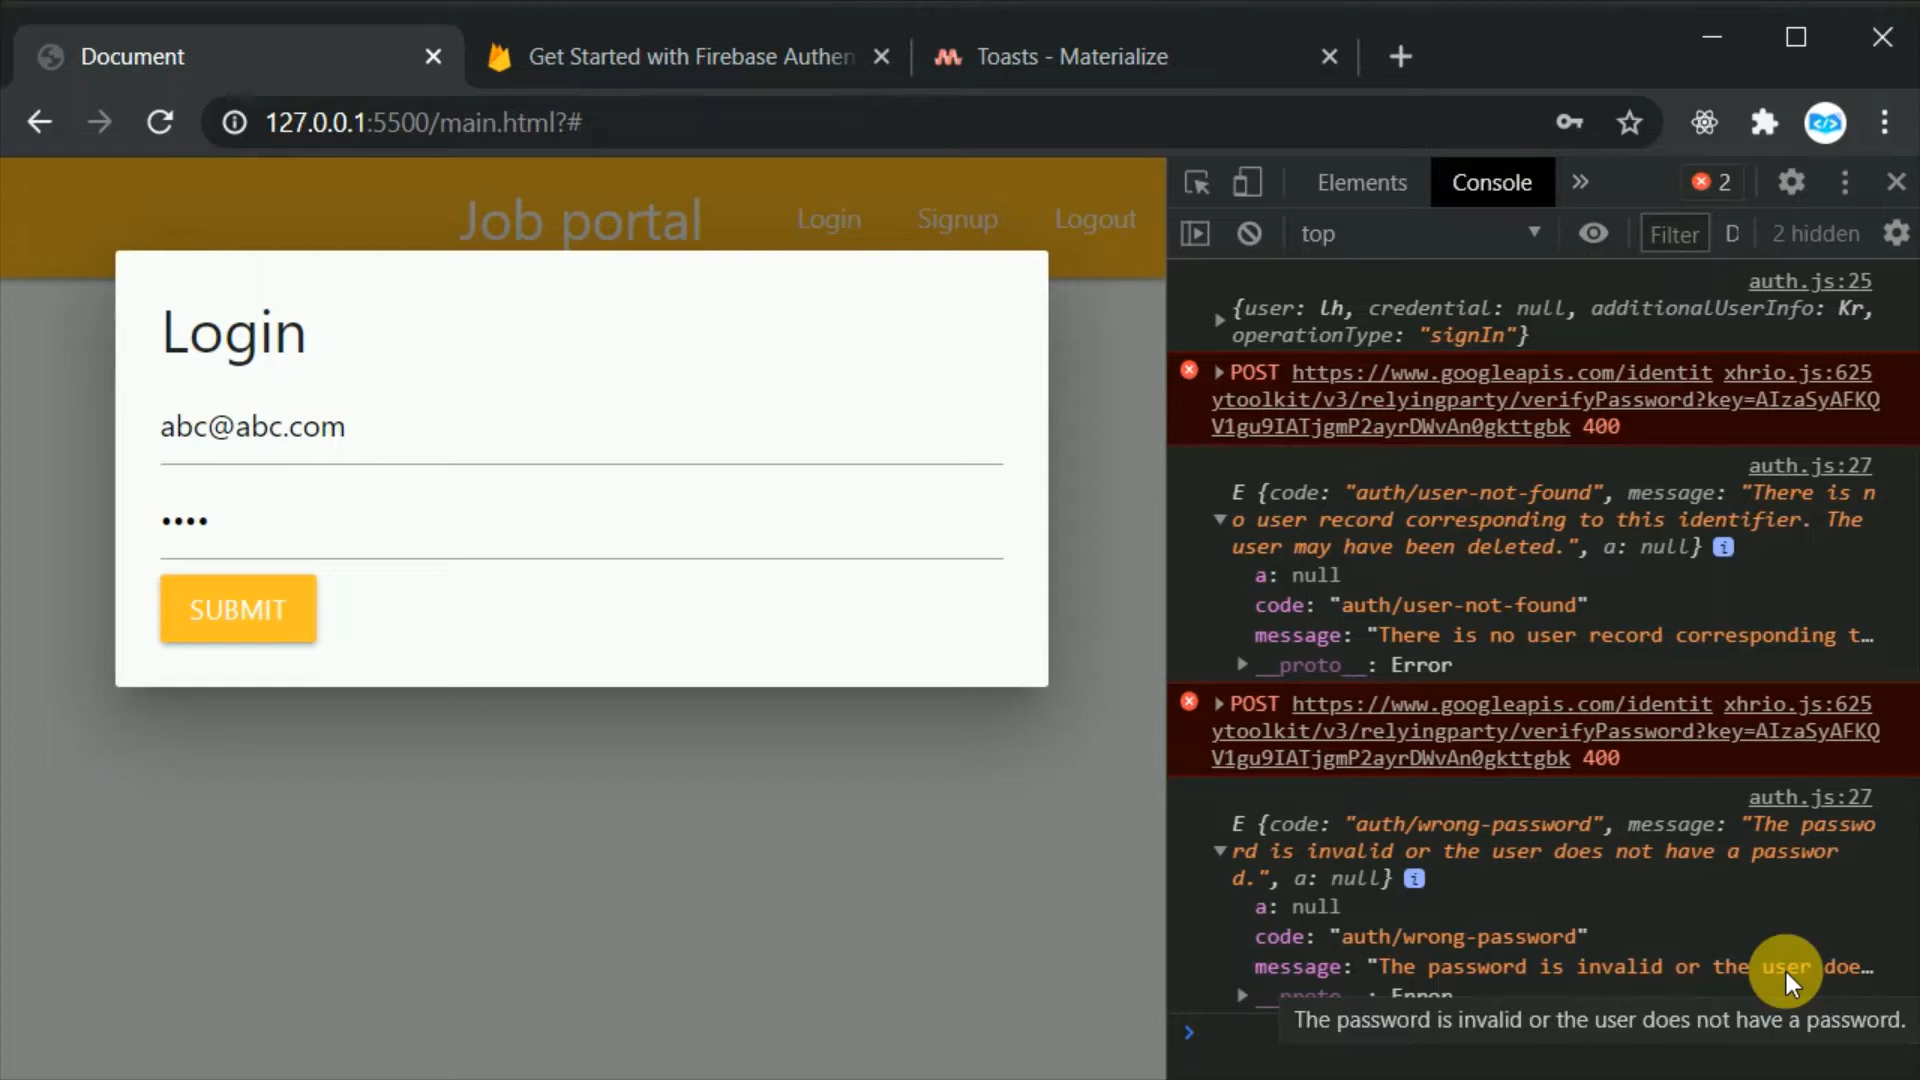 Document
Get Started with Firebase Authen
Toasts - Materialize
127.0.0.1:5500/main.html?#
Job portal
Login
Signup
Logout
Login
abc@abc.com
••••
SUBMIT
Elements
Console
2
top
Filter
D
2 hidden
auth.js:25
{user: lh, credential: null, additionalUserInfo: Kr,
operationType: "signIn"}
POST https://www.googleapis.com/identit xhrio.js:625
ytoolkit/v3/relyingparty/verifyPassword?key=AIzaSyAFKQ
V1gu9IATjgmP2ayrDWvAn0gkttgbk 400
auth.js:27
E {code: "auth/user-not-found", message: "There is n
o user record corresponding to this identifier. The
user may have been deleted.", a: null}
a: null
code: "auth/user-not-found"
message: "There is no user record corresponding t…
__proto__: Error
POST https://www.googleapis.com/identit xhrio.js:625
ytoolkit/v3/relyingparty/verifyPassword?key=AIzaSyAFKQ
V1gu9IATjgmP2ayrDWvAn0gkttgbk 400
auth.js:27
E {code: "auth/wrong-password", message: "The passwo
rd is invalid or the user does not have a passwor
d.", a: null}
a: null
code: "auth/wrong-password"
message: "The password is invalid or the user doe…
__proto__: Error
The password is invalid or the user does not have a password.